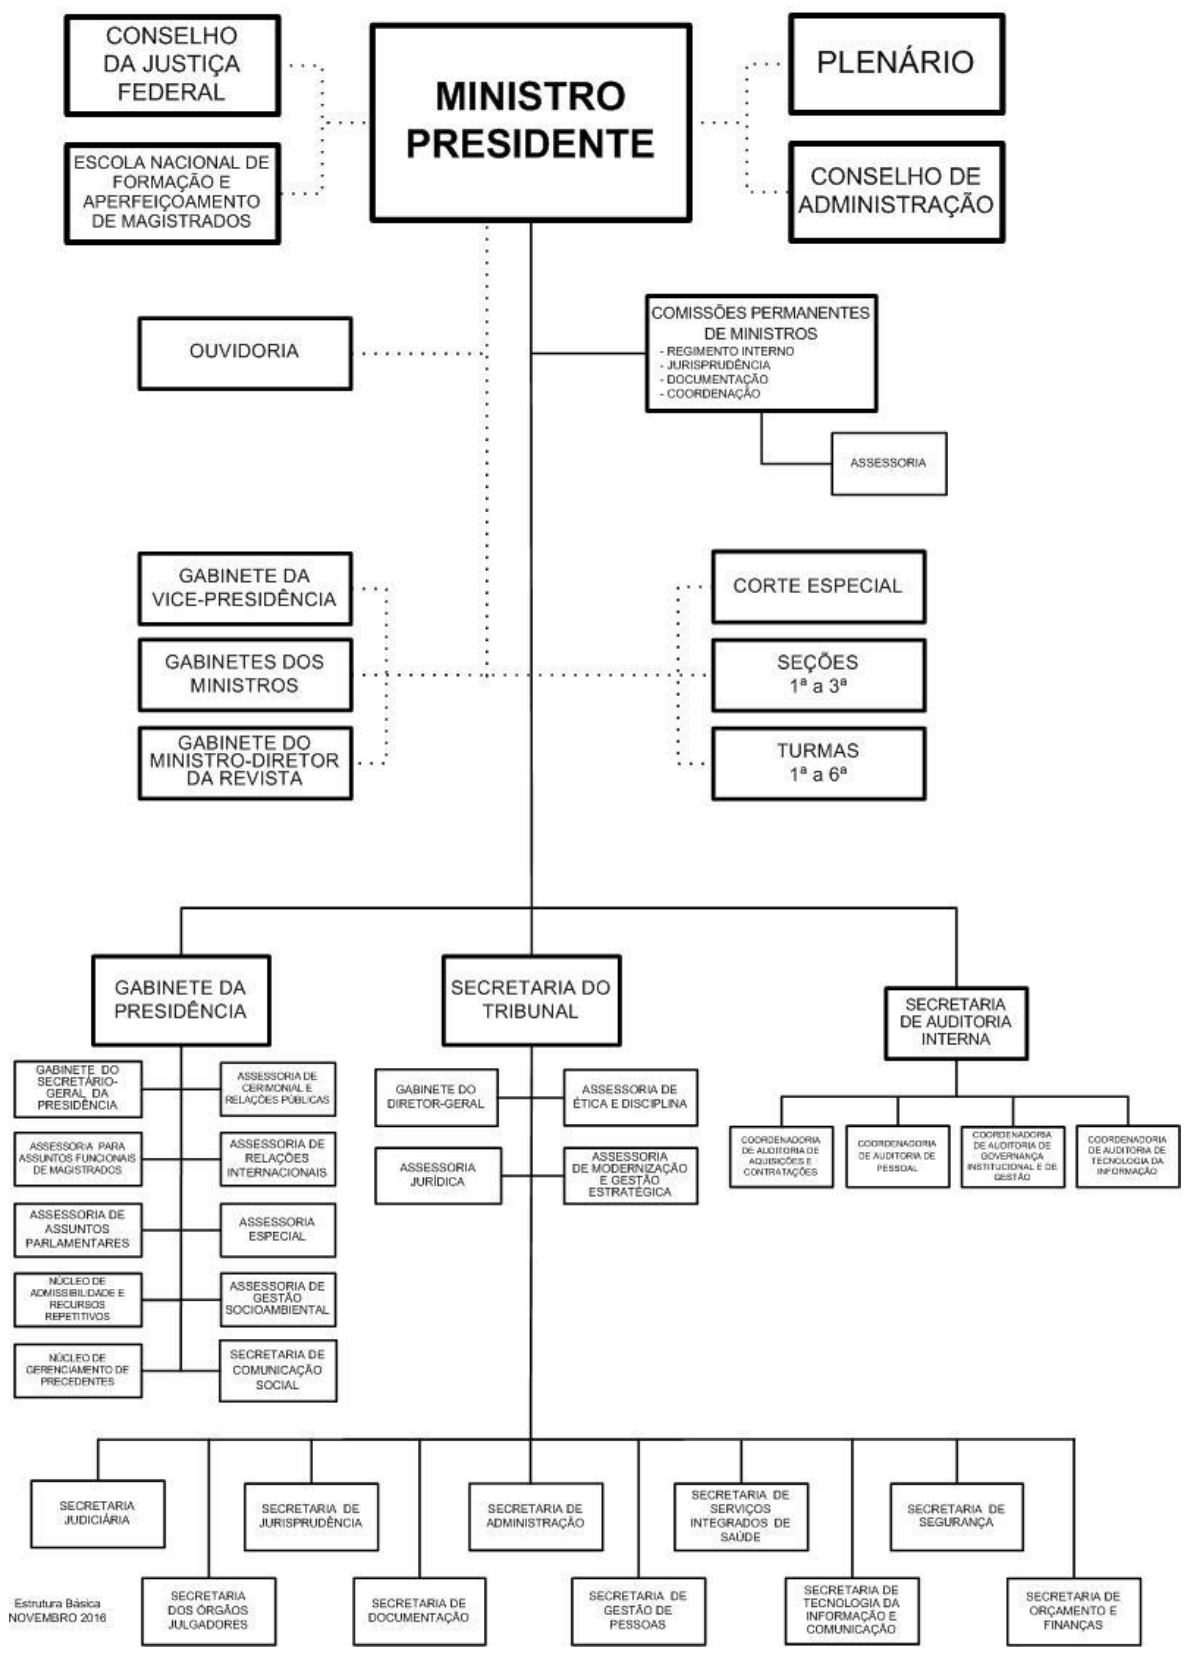 CONSELHO
DA JUSTIÇA
FEDERAL
MINISTRO
PRESIDENTE
PLENÁRIO
ESCOLA NACIONAL DE
FORMAÇÃO E
APERFEIÇOAMENTO
DE MAGISTRADOS
CONSELHO DE
ADMINISTRAÇÃO
OUVIDORIA
COMISSÕES PERMANENTES
DE MINISTROS
- REGIMENTO INTERNO
- JURISPRUDÊNCIA
- DOCUMENTAÇÃO
- COORDENAÇÃO
ASSESSORIA
GABINETE DA
VICE-PRESIDÊNCIA
CORTE ESPECIAL
GABINETES DOS
MINISTROS
SEÇÕES
1ª a 3ª
GABINETE DO
MINISTRO-DIRETOR
DA REVISTA
TURMAS
1ª a 6ª
GABINETE DA
PRESIDÊNCIA
SECRETARIA DO
TRIBUNAL
SECRETARIA
DE AUDITORIA
INTERNA
GABINETE DO
SECRETÁRIO-
GERAL DA
PRESIDÊNCIA
ASSESSORIA DE
CERIMONIAL E
RELAÇÕES PÚBLICAS
GABINETE DO
DIRETOR-GERAL
ASSESSORIA DE
ÉTICA E DISCIPLINA
ASSESSORIA PARA
ASSUNTOS FUNCIONAIS
DE MAGISTRADOS
ASSESSORIA DE
RELAÇÕES
INTERNACIONAIS
ASSESSORIA
JURÍDICA
ASSESSORIA
DE MODERNIZAÇÃO
E GESTÃO
ESTRATÉGICA
COORDENADORIA
DE AUDITORIA DE
AQUISIÇÕES E
CONTRATAÇÕES
COORDENADORIA
DE AUDITORIA DE
PESSOAL
COORDENADORIA
DE AUDITORIA DE
GOVERNANÇA
INSTITUCIONAL E DE
GESTÃO
COORDENADORIA
DE AUDITORIA DE
TECNOLOGIA DA
INFORMAÇÃO
ASSESSORIA DE
ASSUNTOS
PARLAMENTARES
ASSESSORIA
ESPECIAL
NÚCLEO DE
ADMISSIBILIDADE E
RECURSOS
REPETITIVOS
ASSESSORIA DE
GESTÃO
SOCIOAMBIENTAL
NÚCLEO DE
GERENCIAMENTO DE
PRECEDENTES
SECRETARIA DE
COMUNICAÇÃO
SOCIAL
SECRETARIA
JUDICIÁRIA
SECRETARIA DE
JURISPRUDÊNCIA
SECRETARIA DE
ADMINISTRAÇÃO
SECRETARIA DE
SERVIÇOS
INTEGRADOS DE
SAÚDE
SECRETARIA DE
SEGURANÇA
Estrutura Básica
NOVEMBRO 2016
SECRETARIA
DOS ÓRGÃOS
JULGADORES
SECRETARIA DE
DOCUMENTAÇÃO
SECRETARIA DE
GESTÃO DE
PESSOAS
SECRETARIA DE
TECNOLOGIA DA
INFORMAÇÃO E
COMUNICAÇÃO
SECRETARIA DE
ORÇAMENTO E
FINANÇAS